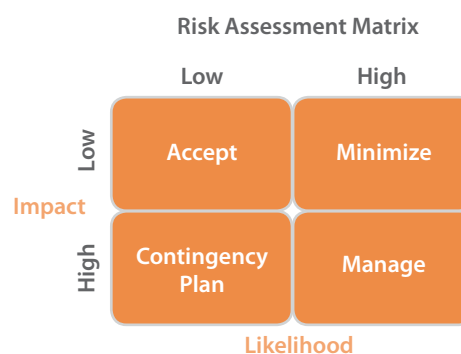 Risk Assessment Matrix
Low High
Low
Accept
Minimize
Impact
High
Contingency
Plan
Manage
Likelihood